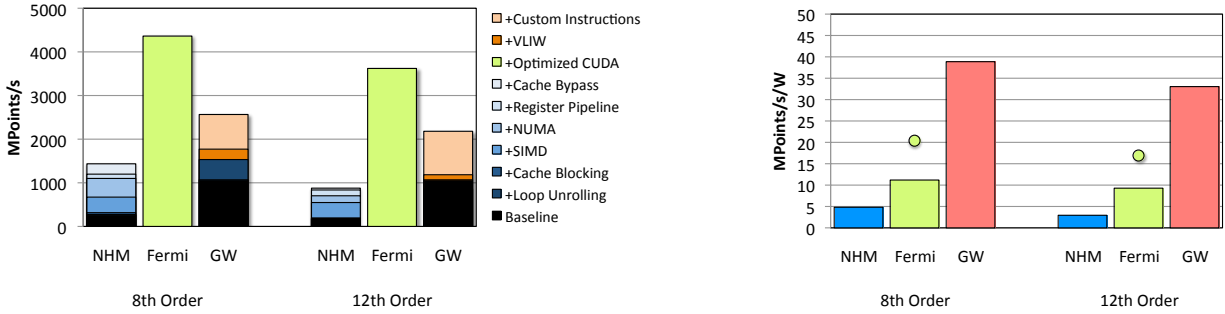 MPoints/s
5000
4000
3000
2000
1000
0
NHM Fermi GW NHM Fermi GW
8th Order 12th Order
+Custom Instructions
+VLIW
+Optimized CUDA
+Cache Bypass
+Register Pipeline
+NUMA
+SIMD
+Cache Blocking
+Loop Unrolling
Baseline
MPoints/s/W
50
45
40
35
30
25
20
15
10
5
0
NHM Fermi GW NHM Fermi GW
8th Order 12th Order